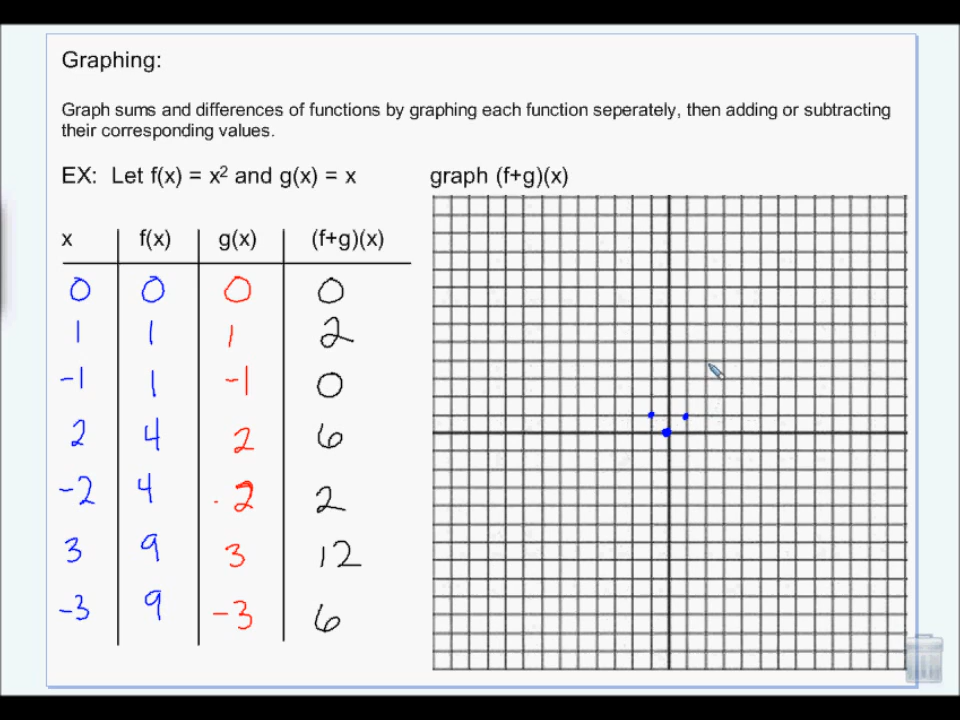 Graphing:
Graph sums and differences of functions by graphing each function seperately, then adding or subtracting
their corresponding values.
EX: Let f(x) = x² and g(x) = x
graph (f+g)(x)
x f(x) g(x) (f+g)(x)
0 0 0 0
1 1 1 2
-1 1 -1 0
2 4 2 6
-2 4 -2 2
3 9 3 12
-3 9 -3 6